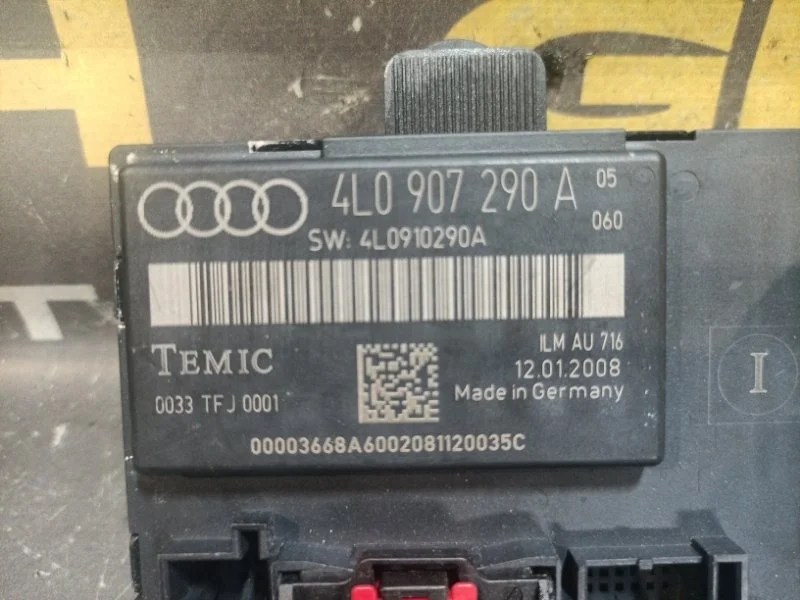 4L0 907 290 A 05
060
SW: 4L0910290A
TEMIC
ILM AU 716
12.01.2008
0033 TFJ 0001
Made in Germany
00003668A6002081120035C
I